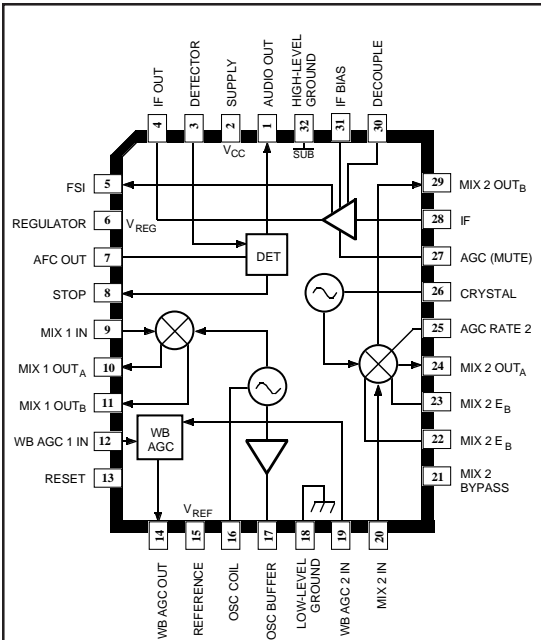 IF OUT
DETECTOR
SUPPLY
AUDIO OUT
HIGH-LEVEL
GROUND
IF BIAS
DECOUPLE
4
3
2
1
32
31
30
VCC
SUB
FSI
5
REGULATOR
6
VREG
AFC OUT
7
STOP
8
MIX 1 IN
9
MIX 1 OUTA
10
MIX 1 OUTB
11
WB AGC 1 IN
12
RESET
13
DET
WB
AGC
29
MIX 2 OUTB
28
IF
27
AGC (MUTE)
26
CRYSTAL
25
AGC RATE 2
24
MIX 2 OUTA
23
MIX 2 EB
22
MIX 2 EB
21
MIX 2
BYPASS
VREF
14
15
16
17
18
19
20
WB AGC OUT
REFERENCE
OSC COIL
OSC BUFFER
LOW-LEVEL
GROUND
WB AGC 2 IN
MIX 2 IN